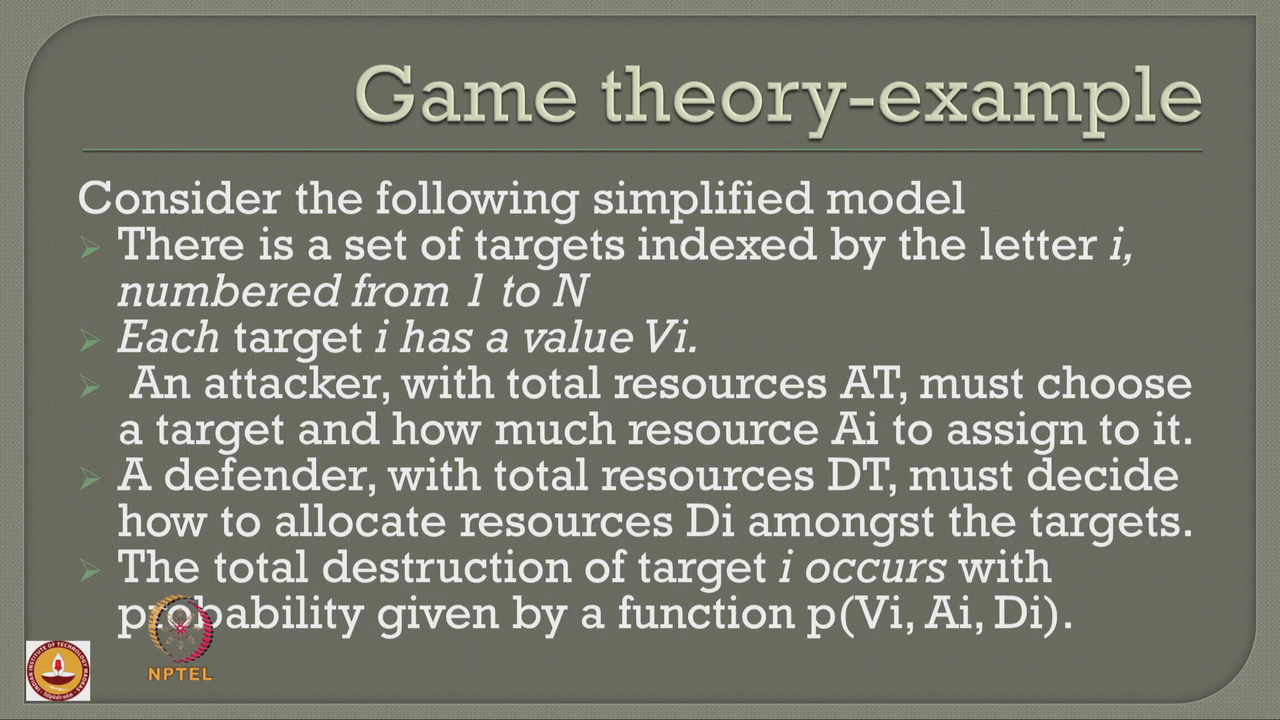 Game theory-example
Consider the following simplified model
There is a set of targets indexed by the letter i,
numbered from 1 to N
Each target i has a value Vi.
An attacker, with total resources AT, must choose
a target and how much resource Ai to assign to it.
A defender, with total resources DT, must decide
how to allocate resources Di amongst the targets.
The total destruction of target i occurs with
probability given by a function p(Vi, Ai, Di).
NPTEL